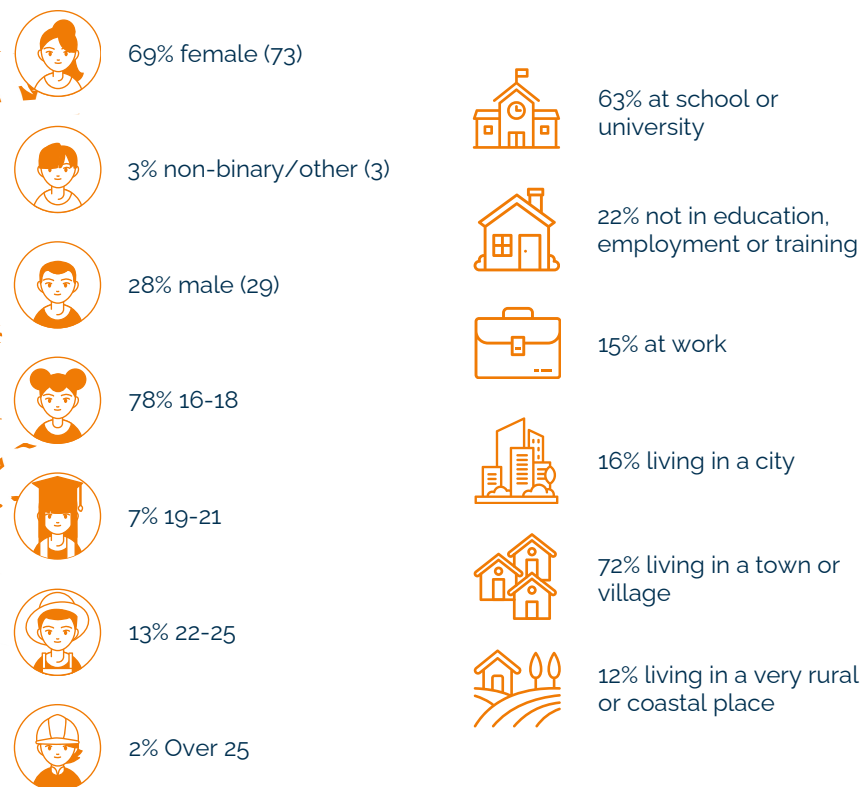 69% female (73)
3% non-binary/other (3)
28% male (29)
78% 16-18
7% 19-21
13% 22-25
2% Over 25
63% at school or
university
22% not in education,
employment or training
15% at work
16% living in a city
72% living in a town or
village
12% living in a very rural
or coastal place